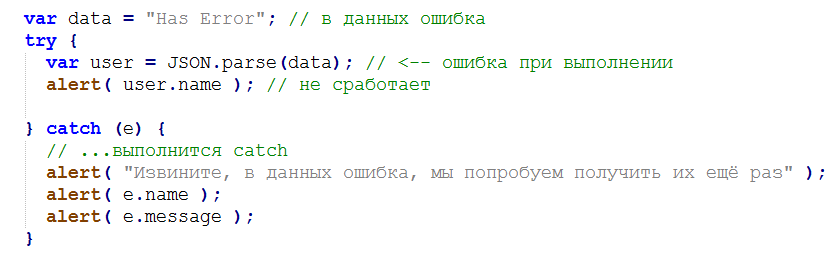 var data = "Has Error"; // в данных ошибка
try {
  var user = JSON.parse(data); // <-- ошибка при выполнении
  alert( user.name ); // не сработает

} catch (e) {
  // ...выполнится catch
  alert( "Извините, в данных ошибка, мы попробуем получить их ещё раз" );
  alert( e.name );
  alert( e.message );
}